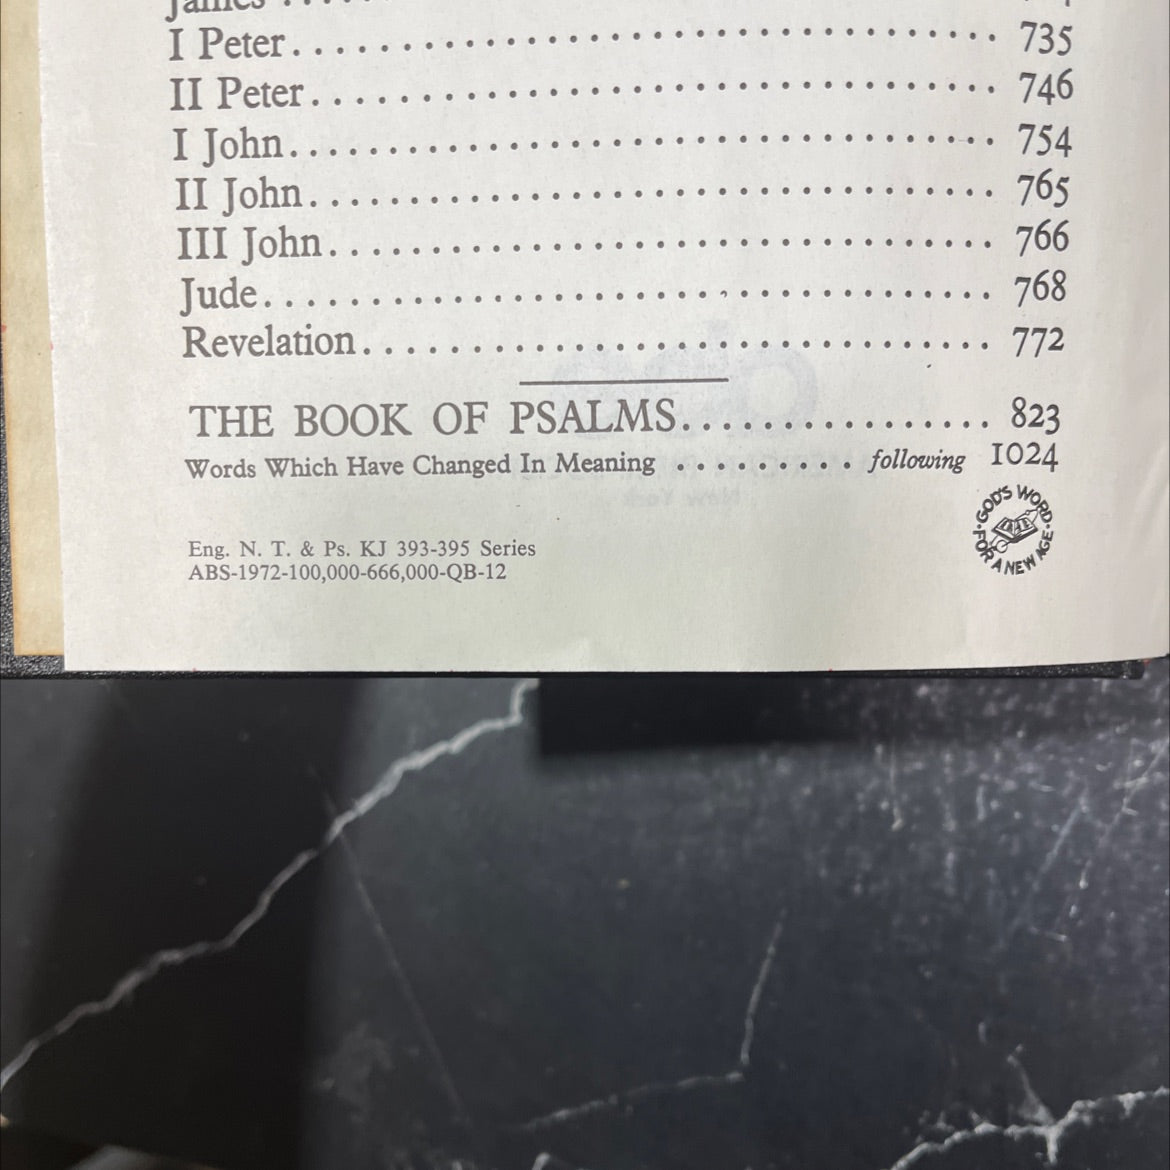 James . . . .
I Peter. . . . . . . . . . . . . . . . . . . . . . . . . . . . . . . . . 735
II Peter. . . . . . . . . . . . . . . . . . . . . . . . . . . . . . . . 746
I John. . . . . . . . . . . . . . . . . . . . . . . . . . . . . . . . . 754
II John. . . . . . . . . . . . . . . . . . . . . . . . . . . . . . . . 765
III John. . . . . . . . . . . . . . . . . . . . . . . . . . . . . . . 766
Jude. . . . . . . . . . . . . . . . . . . . . . . . . . . . . . . . . . 768
Revelation. . . . . . . . . . . . . . . . . . . . . . . . . . . . . 772
THE BOOK OF PSALMS. . . . . . . . . . . . . . . 823
Words Which Have Changed In Meaning . . . . . . . . . following 1024
GOD'S WORD
FOR A NEW AGE
Eng. N. T. & Ps. KJ 393-395 Series
ABS-1972-100,000-666,000-QB-12